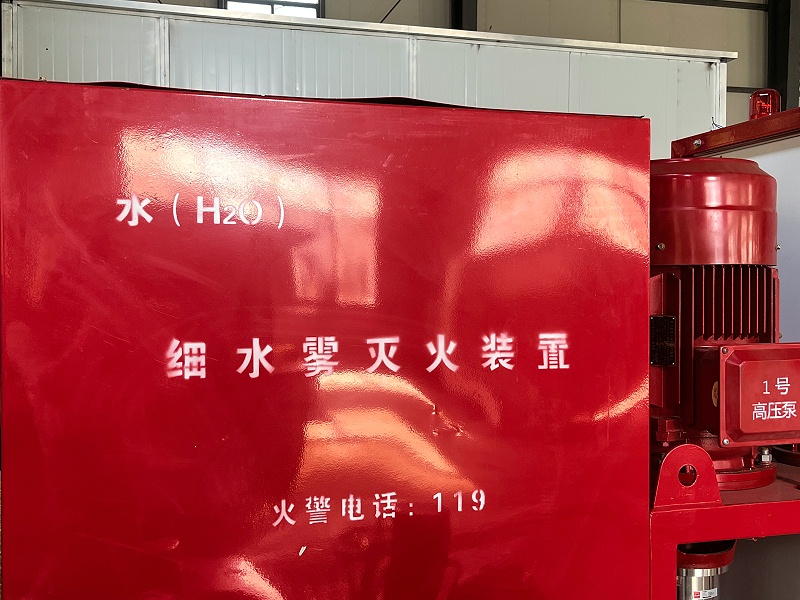 水（H2O）
细水雾灭火装置
火警电话：119
1号
高压泵